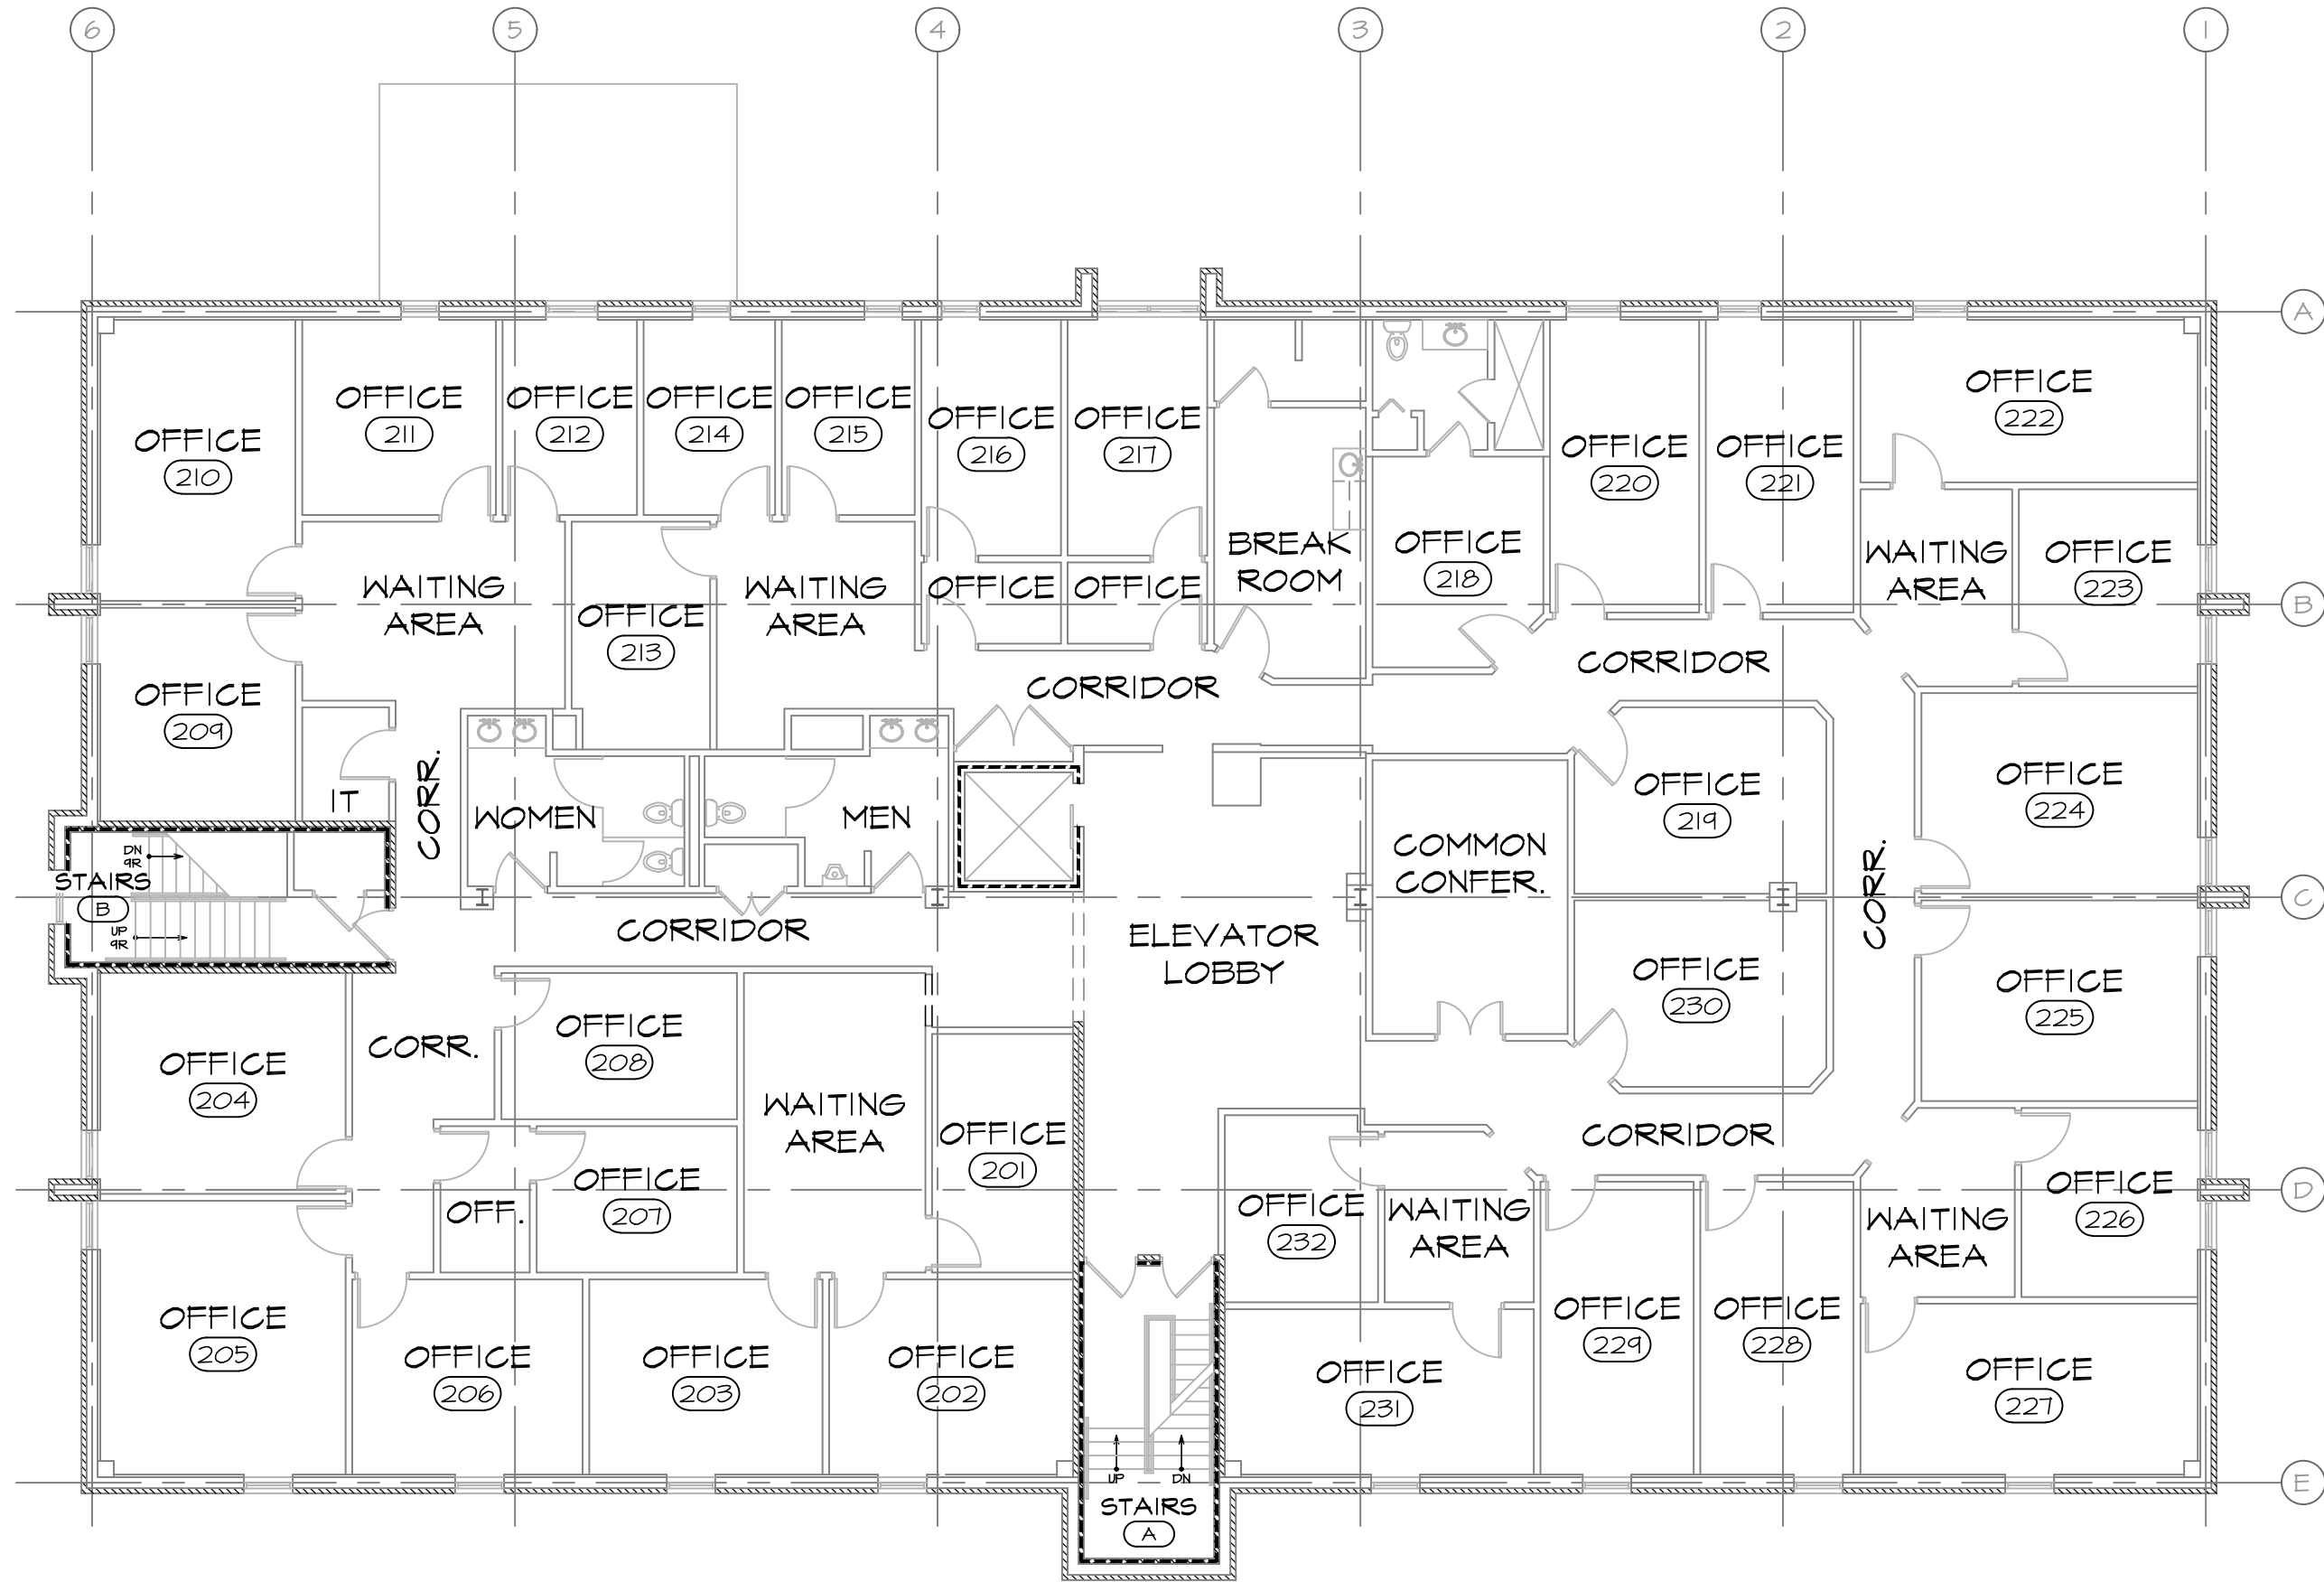 6
5
4
3
2
1
A
B
C
D
E
OFFICE
210
OFFICE
211
OFFICE
212
OFFICE
214
OFFICE
215
OFFICE
216
OFFICE
217
OFFICE
OFFICE
BREAK
ROOM
OFFICE
218
OFFICE
220
OFFICE
221
OFFICE
222
WAITING
AREA
OFFICE
223
WAITING
AREA
OFFICE
213
WAITING
AREA
OFFICE
209
IT
CORR.
CORRIDOR
CORRIDOR
WOMEN
MEN
OFFICE
219
OFFICE
224
COMMON
CONFER.
CORR.
DN
9R
STAIRS
B
UP
9R
CORRIDOR
ELEVATOR
LOBBY
OFFICE
230
OFFICE
225
OFFICE
204
CORR.
OFFICE
208
WAITING
AREA
OFFICE
201
CORRIDOR
OFF.
OFFICE
207
OFFICE
232
WAITING
AREA
WAITING
AREA
OFFICE
226
OFFICE
205
OFFICE
206
OFFICE
203
OFFICE
202
OFFICE
231
OFFICE
229
OFFICE
228
OFFICE
227
UP
DN
STAIRS
A